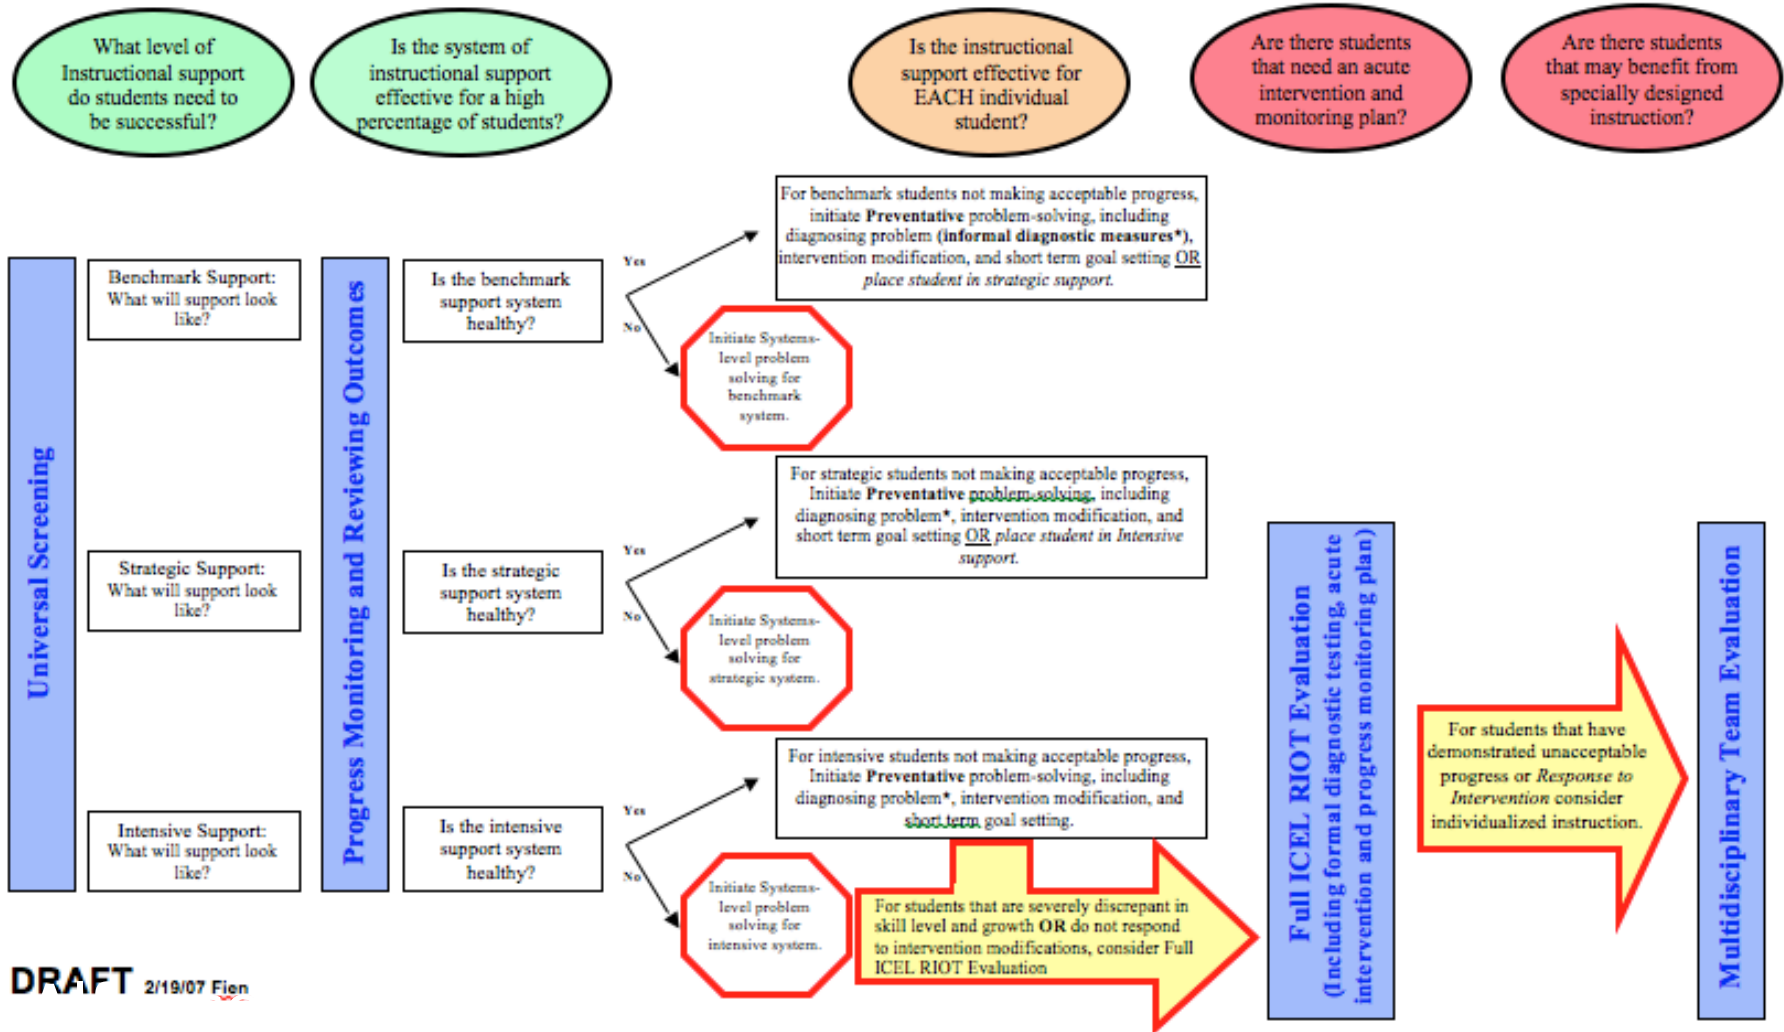 What level of
Instructional support
do students need to
be successful?
Is the system of
instructional support
effective for a high
percentage of students?
Is the instructional
support effective for
EACH individual
student?
Are there students
that need an acute
intervention and
monitoring plan?
Are there students
that may benefit from
specially designed
instruction?
Universal Screening
Benchmark Support:
What will support look
like?
Strategic Support:
What will support look
like?
Intensive Support:
What will support look
like?
Progress Monitoring and Reviewing Outcomes
Is the benchmark
support system
healthy?
Yes
No
For benchmark students not making acceptable progress,
initiate Preventative problem-solving, including
diagnosing problem (informal diagnostic measures*),
intervention modification, and short term goal setting OR
place student in strategic support.
Initiate Systems-
level problem
solving for
benchmark
system.
Is the strategic
support system
healthy?
Yes
No
For strategic students not making acceptable progress,
Initiate Preventative problem-solving, including
diagnosing problem*, intervention modification, and
short term goal setting OR place student in Intensive
support.
Initiate Systems-
level problem
solving for
strategic system.
Is the intensive
support system
healthy?
Yes
No
For intensive students not making acceptable progress,
Initiate Preventative problem-solving, including
diagnosing problem*, intervention modification, and
short term goal setting.
Initiate Systems-
level problem
solving for
intensive system.
For students that are severely discrepant in
skill level and growth OR do not respond
to intervention modifications, consider Full
ICEL RIOT Evaluation
Full ICEL RIOT Evaluation
(Including formal diagnostic testing, acute
intervention and progress monitoring plan)
For students that have
demonstrated unacceptable
progress or Response to
Intervention consider
individualized instruction.
Multidisciplinary Team Evaluation
DRAFT 2/19/07 Fien